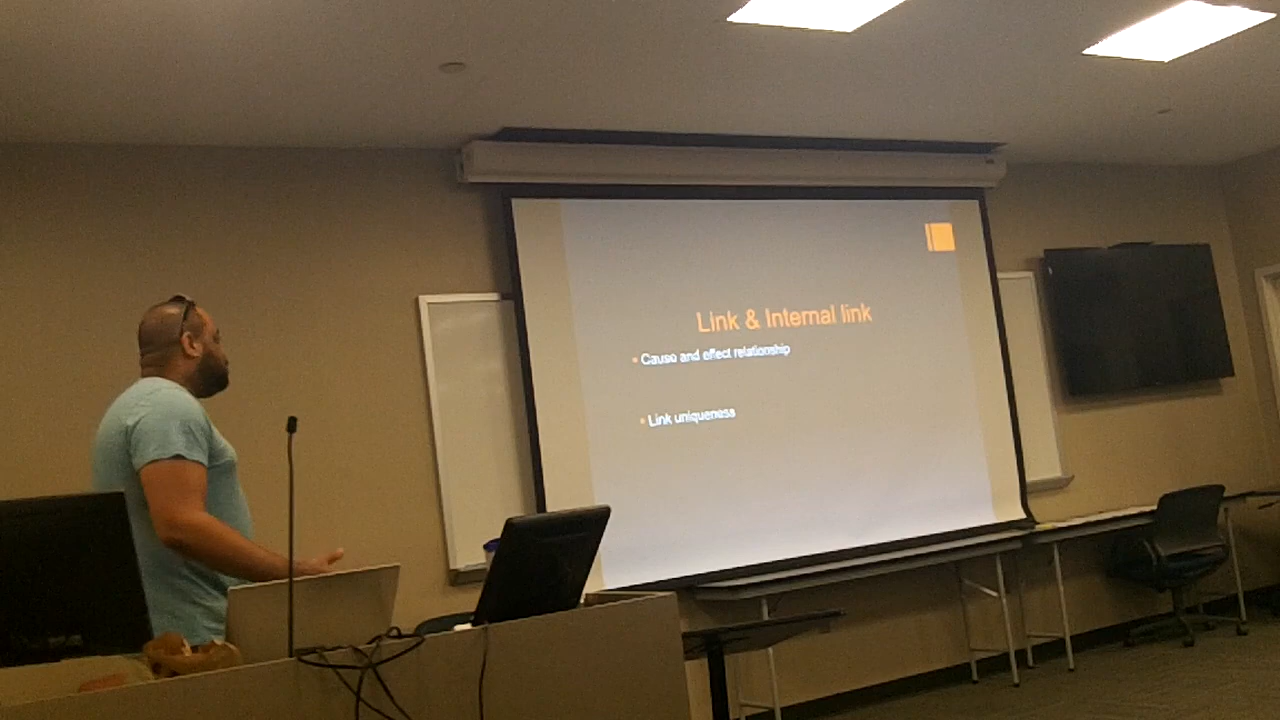 Link & Internal link
Cause and effect relationship
Link uniqueness